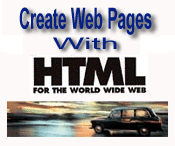 Create Web Pages
With
HTML
FOR THE WORLD WIDE WEB